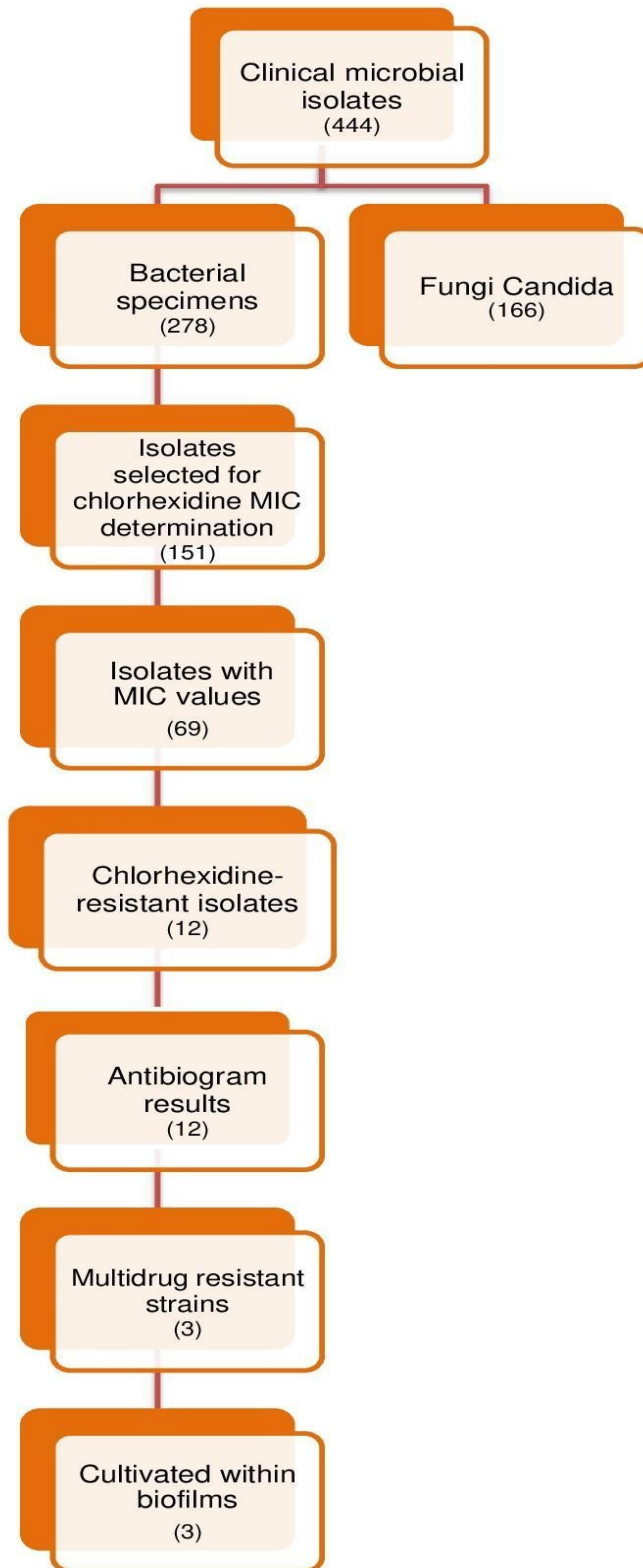 Clinical microbial
isolates
(444)
Bacterial
specimens
(278)
Fungi Candida
(166)
Isolates
selected for
chlorhexidine MIC
determination
(151)
Isolates with
MIC values
(69)
Chlorhexidine-
resistant isolates
(12)
Antibiogram
results
(12)
Multidrug resistant
strains
(3)
Cultivated within
biofilms
(3)